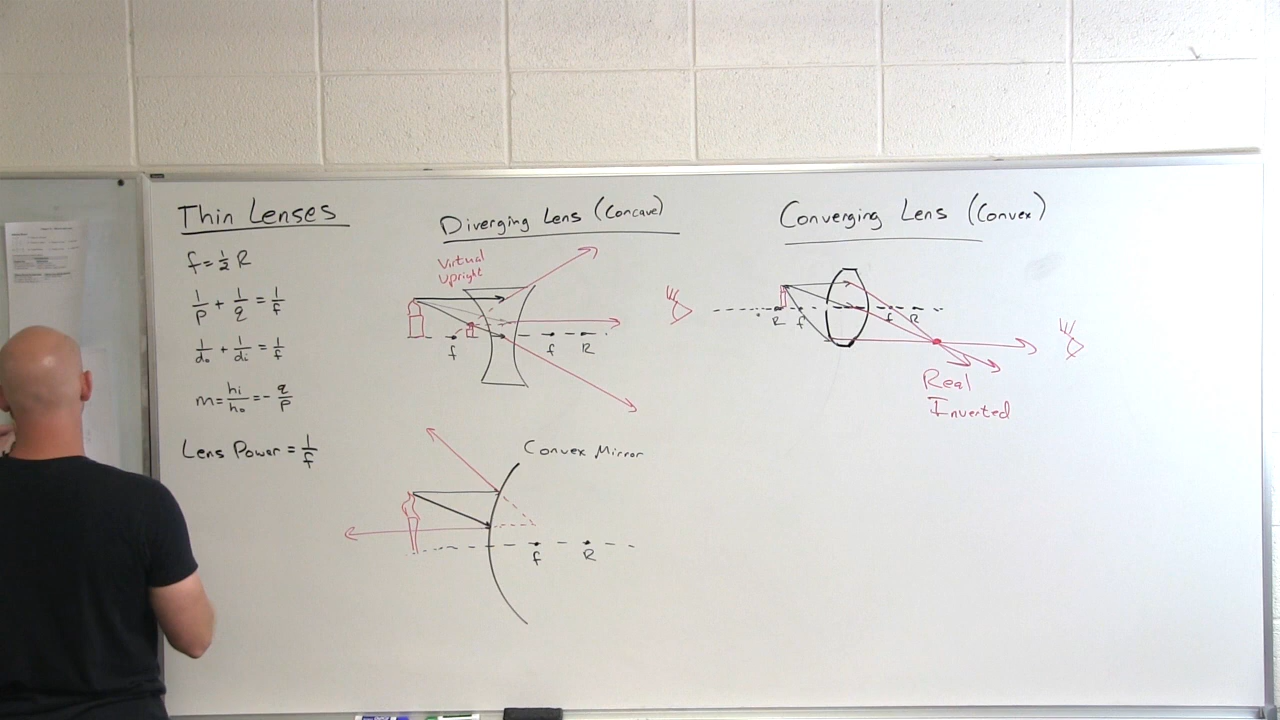 Thin Lenses
f = ½ R
1/p + 1/q = 1/f
1/do + 1/di = 1/f
m = hi/ho = - q/p
Lens Power = 1/f
Diverging Lens (Concave)
Virtual
Upright
f f R
Convex Mirror
f R
Converging Lens (Convex)
R f f R
Real
Inverted